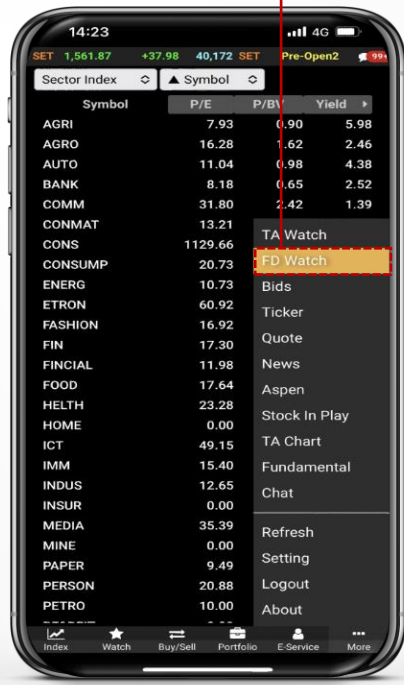 14:23 4G
SET 1,561.87 +37.98 40,172 SET Pre-Open2 99+
Sector Index ▲ Symbol
Symbol P/E P/BV Yield
AGRI 7.93 0.90 5.98
AGRO 16.28 1.62 2.46
AUTO 11.04 0.98 4.38
BANK 8.18 0.65 2.52
COMM 31.80 2.42 1.39
CONMAT 13.21
CONS 1129.66
CONSUMP 20.73
ENERG 10.73
ETRON 60.92
FASHION 16.92
FIN 17.30
FINCIAL 11.98
FOOD 17.64
HELTH 23.28
HOME 0.00
ICT 49.15
IMM 15.40
INDUS 12.65
INSUR 0.00
MEDIA 35.39
MINE 0.00
PAPER 9.49
PERSON 20.88
PETRO 10.00
TA Watch
FD Watch
Bids
Ticker
Quote
News
Aspen
Stock In Play
TA Chart
Fundamental
Chat
Refresh
Setting
Logout
About
Index Watch Buy/Sell Portfolio E-Service More